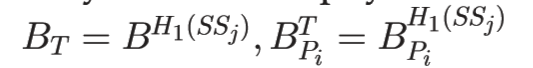 B_T = B^{H_1(SS_j)}, B_{P_i}^T = B_{P_i}^{H_1(SS_j)}